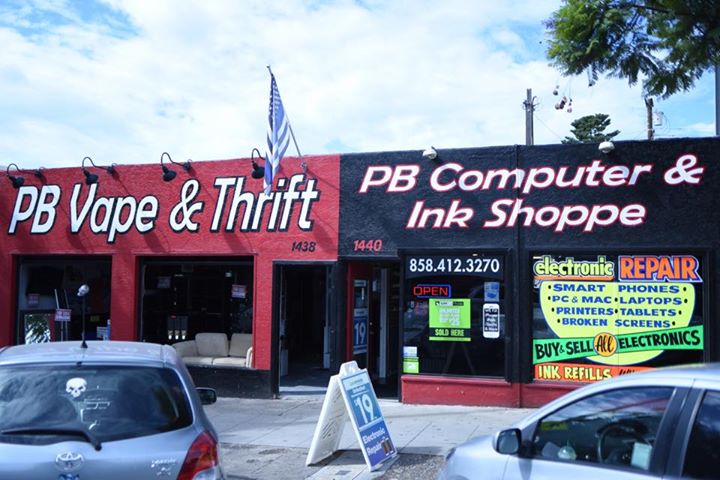 PB Vape & Thrift
1438
PB Computer &
Ink Shoppe
1440
858.412.3270
OPEN
SOLD HERE
electronic REPAIR
• SMART PHONES •
• PC & MAC • LAPTOPS •
• PRINTERS • TABLETS •
• BROKEN SCREENS •
BUY & SELL All ELECTRONICS
INK REFILLS
19
19
Electronic
Repair